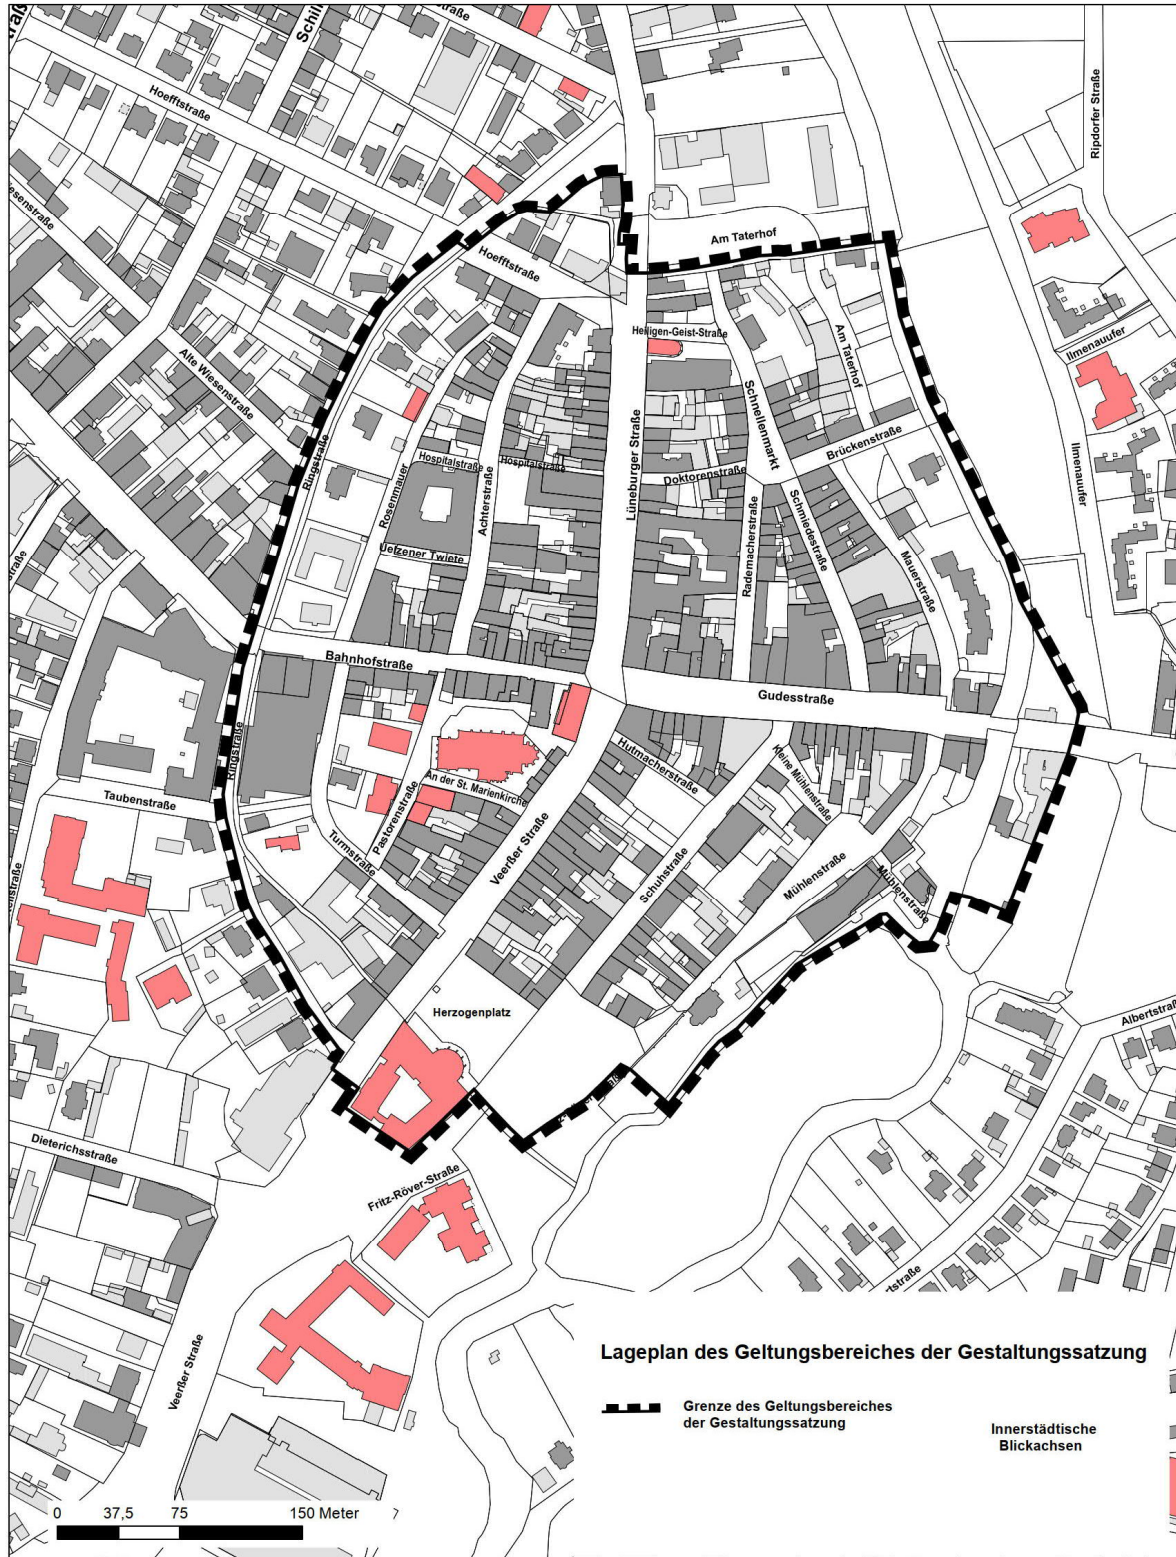 Hoefftstraße
Ripdorfer Straße
Am Taterhof
Hoefftstraße
Heiligen-Geist-Straße
Am Taterhof
Ilmenauufer
Alte Wiesenstraße
Schnellenmarkt
Lüneburger Straße
Ringstraße
Brückenstraße
Hospitalstraße
Hospitalstraße
Doktorenstraße
Ilmenauufer
Rosenmauer
Achterstraße
Schmiedestraße
Rademacherstraße
Uelzener Twiete
Mauerstraße
Bahnhofstraße
Gudesstraße
Ringstraße
Hutmacherstraße
Kleine Mühlenstraße
An der St. Marienkirche
Taubenstraße
Pastorenstraße
Turmstraße
Veerßer Straße
Schuhstraße
Mühlenstraße
Mühlenstraße
Herzogenplatz
Albertstraß
Dieterichsstraße
Fritz-Röver-Straße
Veerßer Straße
Lageplan des Geltungsbereiches der Gestaltungssatzung
Grenze des Geltungsbereiches
der Gestaltungssatzung
Innerstädtische
Blickachsen
0 37,5 75 150 Meter